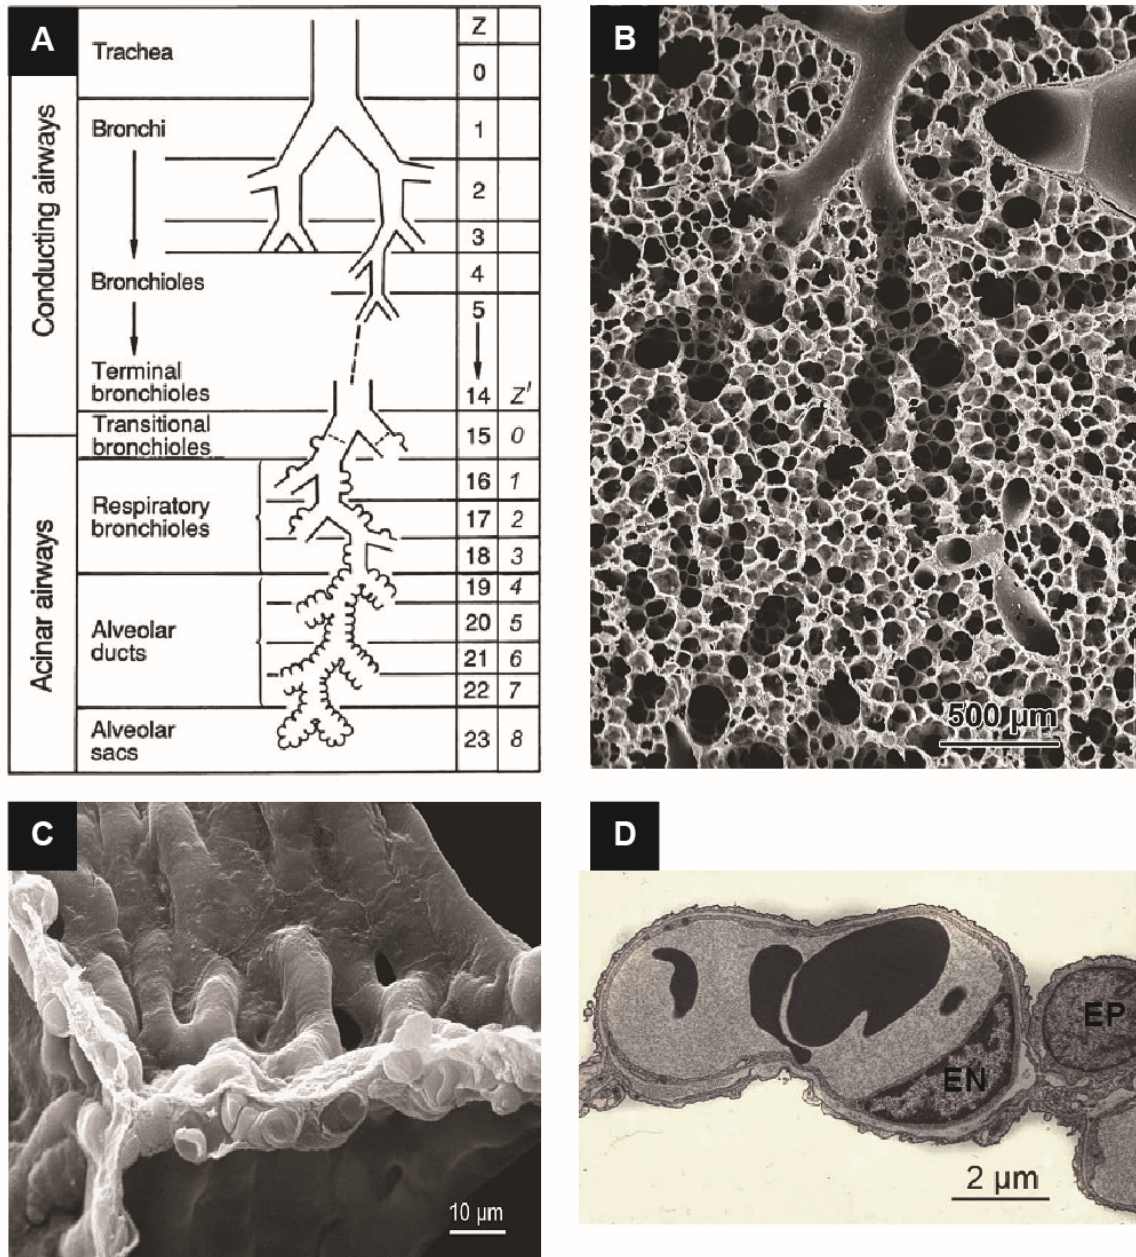 A
Conducting airways
Acinar airways
Trachea
Bronchi
Bronchioles
Terminal
bronchioles
Transitional
bronchioles
Respiratory
bronchioles
Alveolar
ducts
Alveolar
sacs
Z
0
1
2
3
4
5
14 Z'
15 0
16 1
17 2
18 3
19 4
20 5
21 6
22 7
23 8
B
500 µm
C
10 µm
D
EP
EN
2 µm